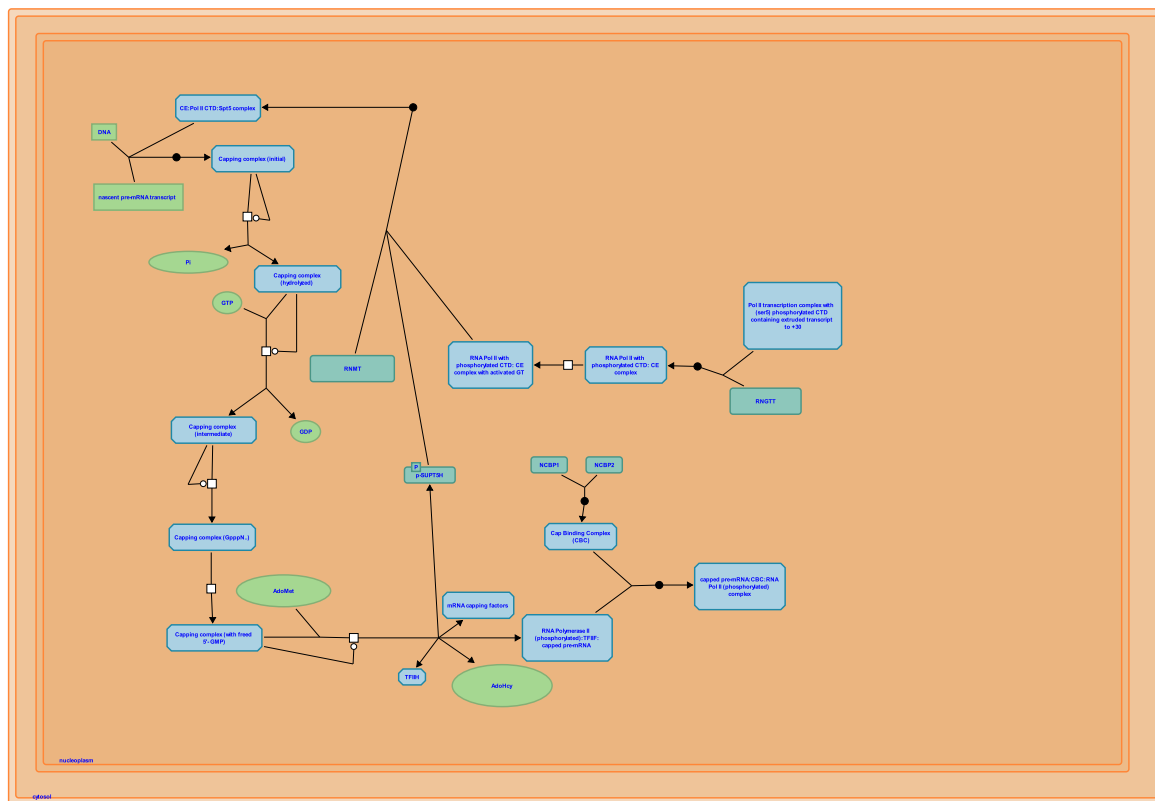 CE:Pol II CTD:Spt5 complex
DNA
Capping complex (initial)
nascent pre-mRNA transcript
Pi
Capping complex
(hydrolyzed)
GTP
Pol II transcription complex with
(ser5) phosphorylated CTD
containing extruded transcript
to +30
RNMT
RNA Pol II with
phosphorylated CTD: CE
complex with activated GT
RNA Pol II with
phosphorylated CTD: CE
complex
RNGTT
Capping complex
(intermediate)
GDP
P
p-SUPT5H
NCBP1
NCBP2
Capping complex (GpppN..)
Cap Binding Complex
(CBC)
AdoMet
mRNA capping factors
capped pre-mRNA:CBC:RNA
Pol II (phosphorylated)
complex
Capping complex (with freed
5'- GMP)
RNA Polymerase II
(phosphorylated):TFIIF:
capped pre-mRNA
TFIIH
AdoHcy
nucleoplasm
cytosol